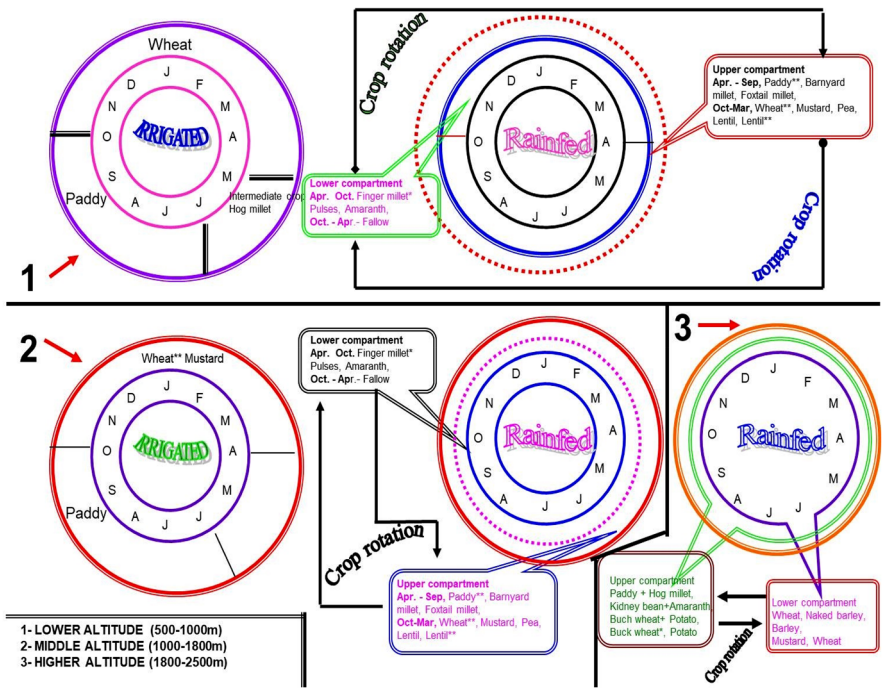 Wheat
D J F
N M
O A
S M
A J J
IRRIGATED
Paddy
Intermediate crop
Hog millet
1
Crop rotation
D J F
N M
O A
S M
A J J
Rainfed
Lower compartment
Apr. Oct. Finger millet*
Pulses, Amaranth,
Oct. - Apr.- Fallow
Upper compartment
Apr. - Sep, Paddy**, Barnyard
millet, Foxtail millet,
Oct-Mar, Wheat**, Mustard, Pea,
Lentil, Lentil**
Crop rotation
2
Wheat** Mustard
D J F
N M
O A
S M
A J J
IRRIGATED
Paddy
Lower compartment
Apr. Oct. Finger millet*
Pulses, Amaranth,
Oct. - Apr.- Fallow
D J F
N M
O A
S M
A J J
Rainfed
Crop rotation
Upper compartment
Apr. - Sep, Paddy**, Barnyard
millet, Foxtail millet,
Oct-Mar, Wheat**, Mustard, Pea,
Lentil, Lentil**
3
D J F
N M
O A
S M
A J J
Rainfed
Upper compartment
Paddy + Hog millet,
Kidney bean+Amaranth,
Buch wheat+ Potato,
Buck wheat*, Potato
Lower compartment
Wheat, Naked barley,
Barley,
Mustard, Wheat
Crop rotation
1- LOWER ALTITUDE (500-1000m)
2- MIDDLE ALTITUDE (1000-1800m)
3- HIGHER ALTITUDE (1800-2500m)